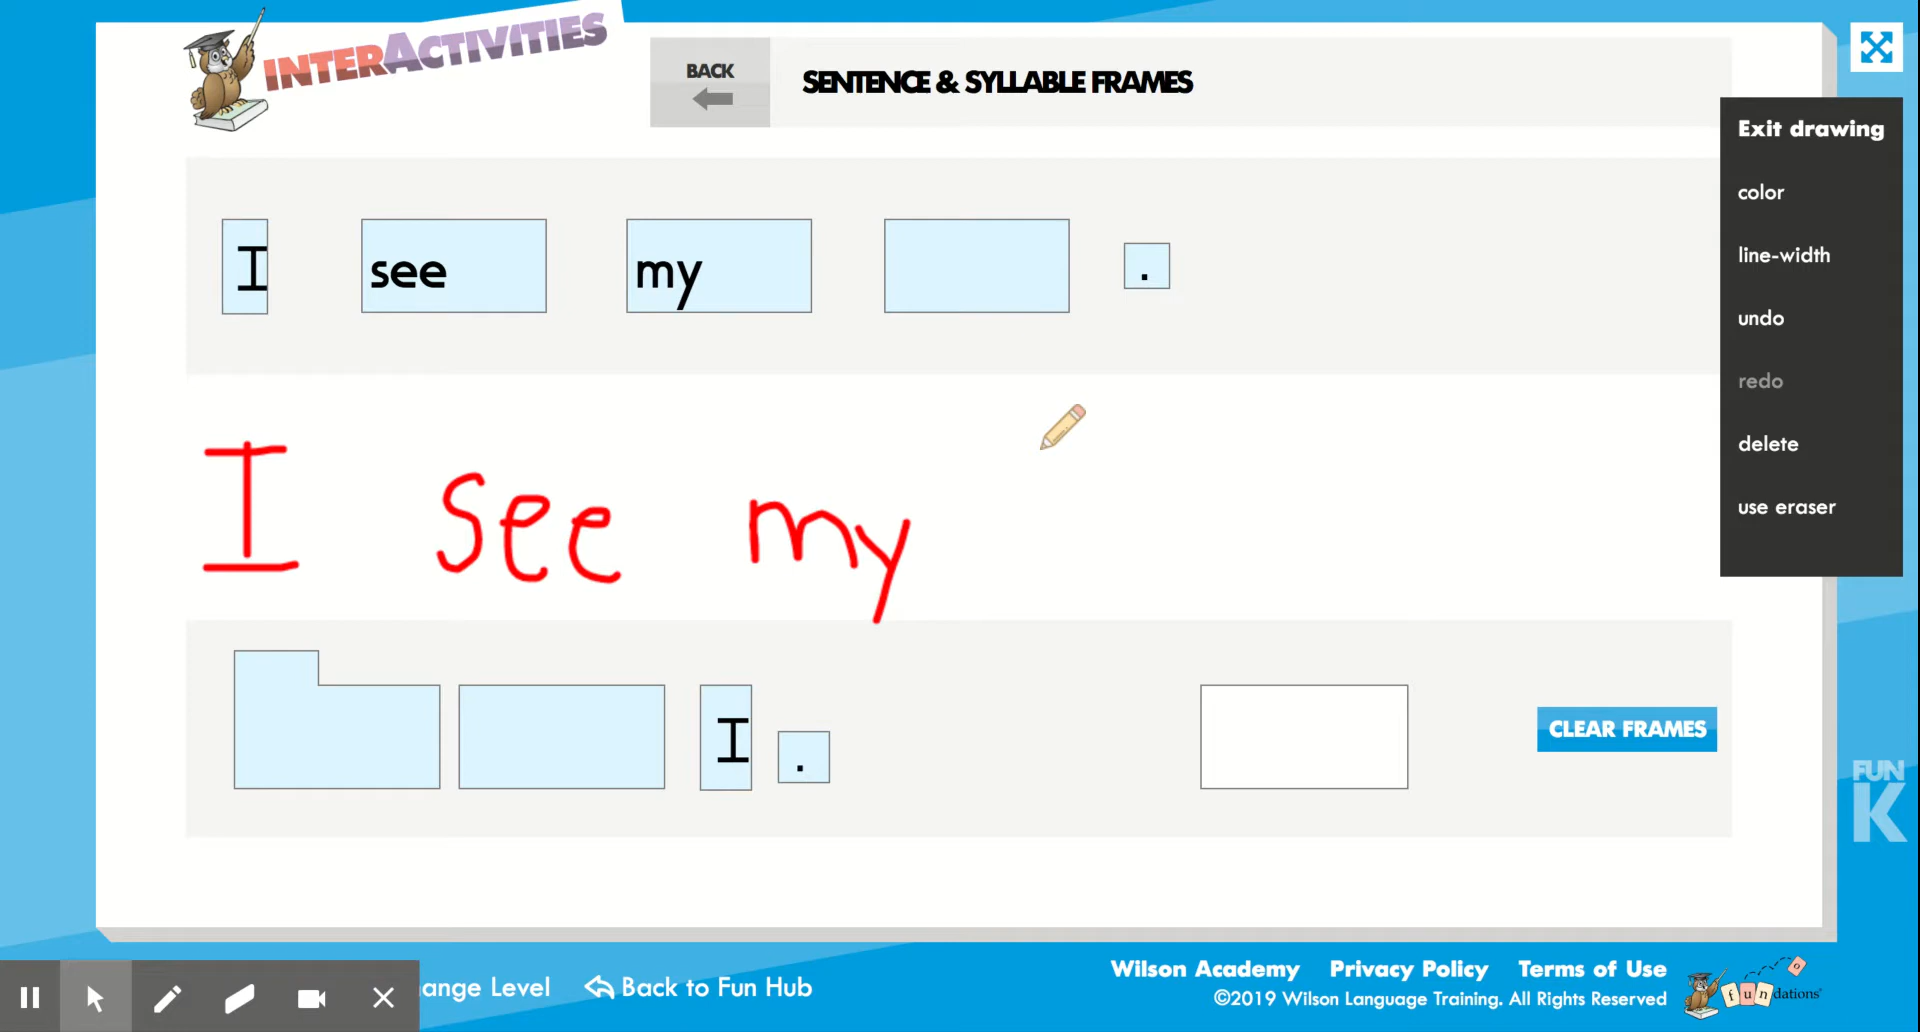 INTERACTIVITIES
BACK
SENTENCE & SYLLABLE FRAMES
Exit drawing
color
line-width
undo
redo
delete
use eraser
I see my .
I see my
I .
CLEAR FRAMES
FUN
K
ange Level
Back to Fun Hub
Wilson Academy Privacy Policy Terms of Use
©2019 Wilson Language Training. All Rights Reserved
fundations®